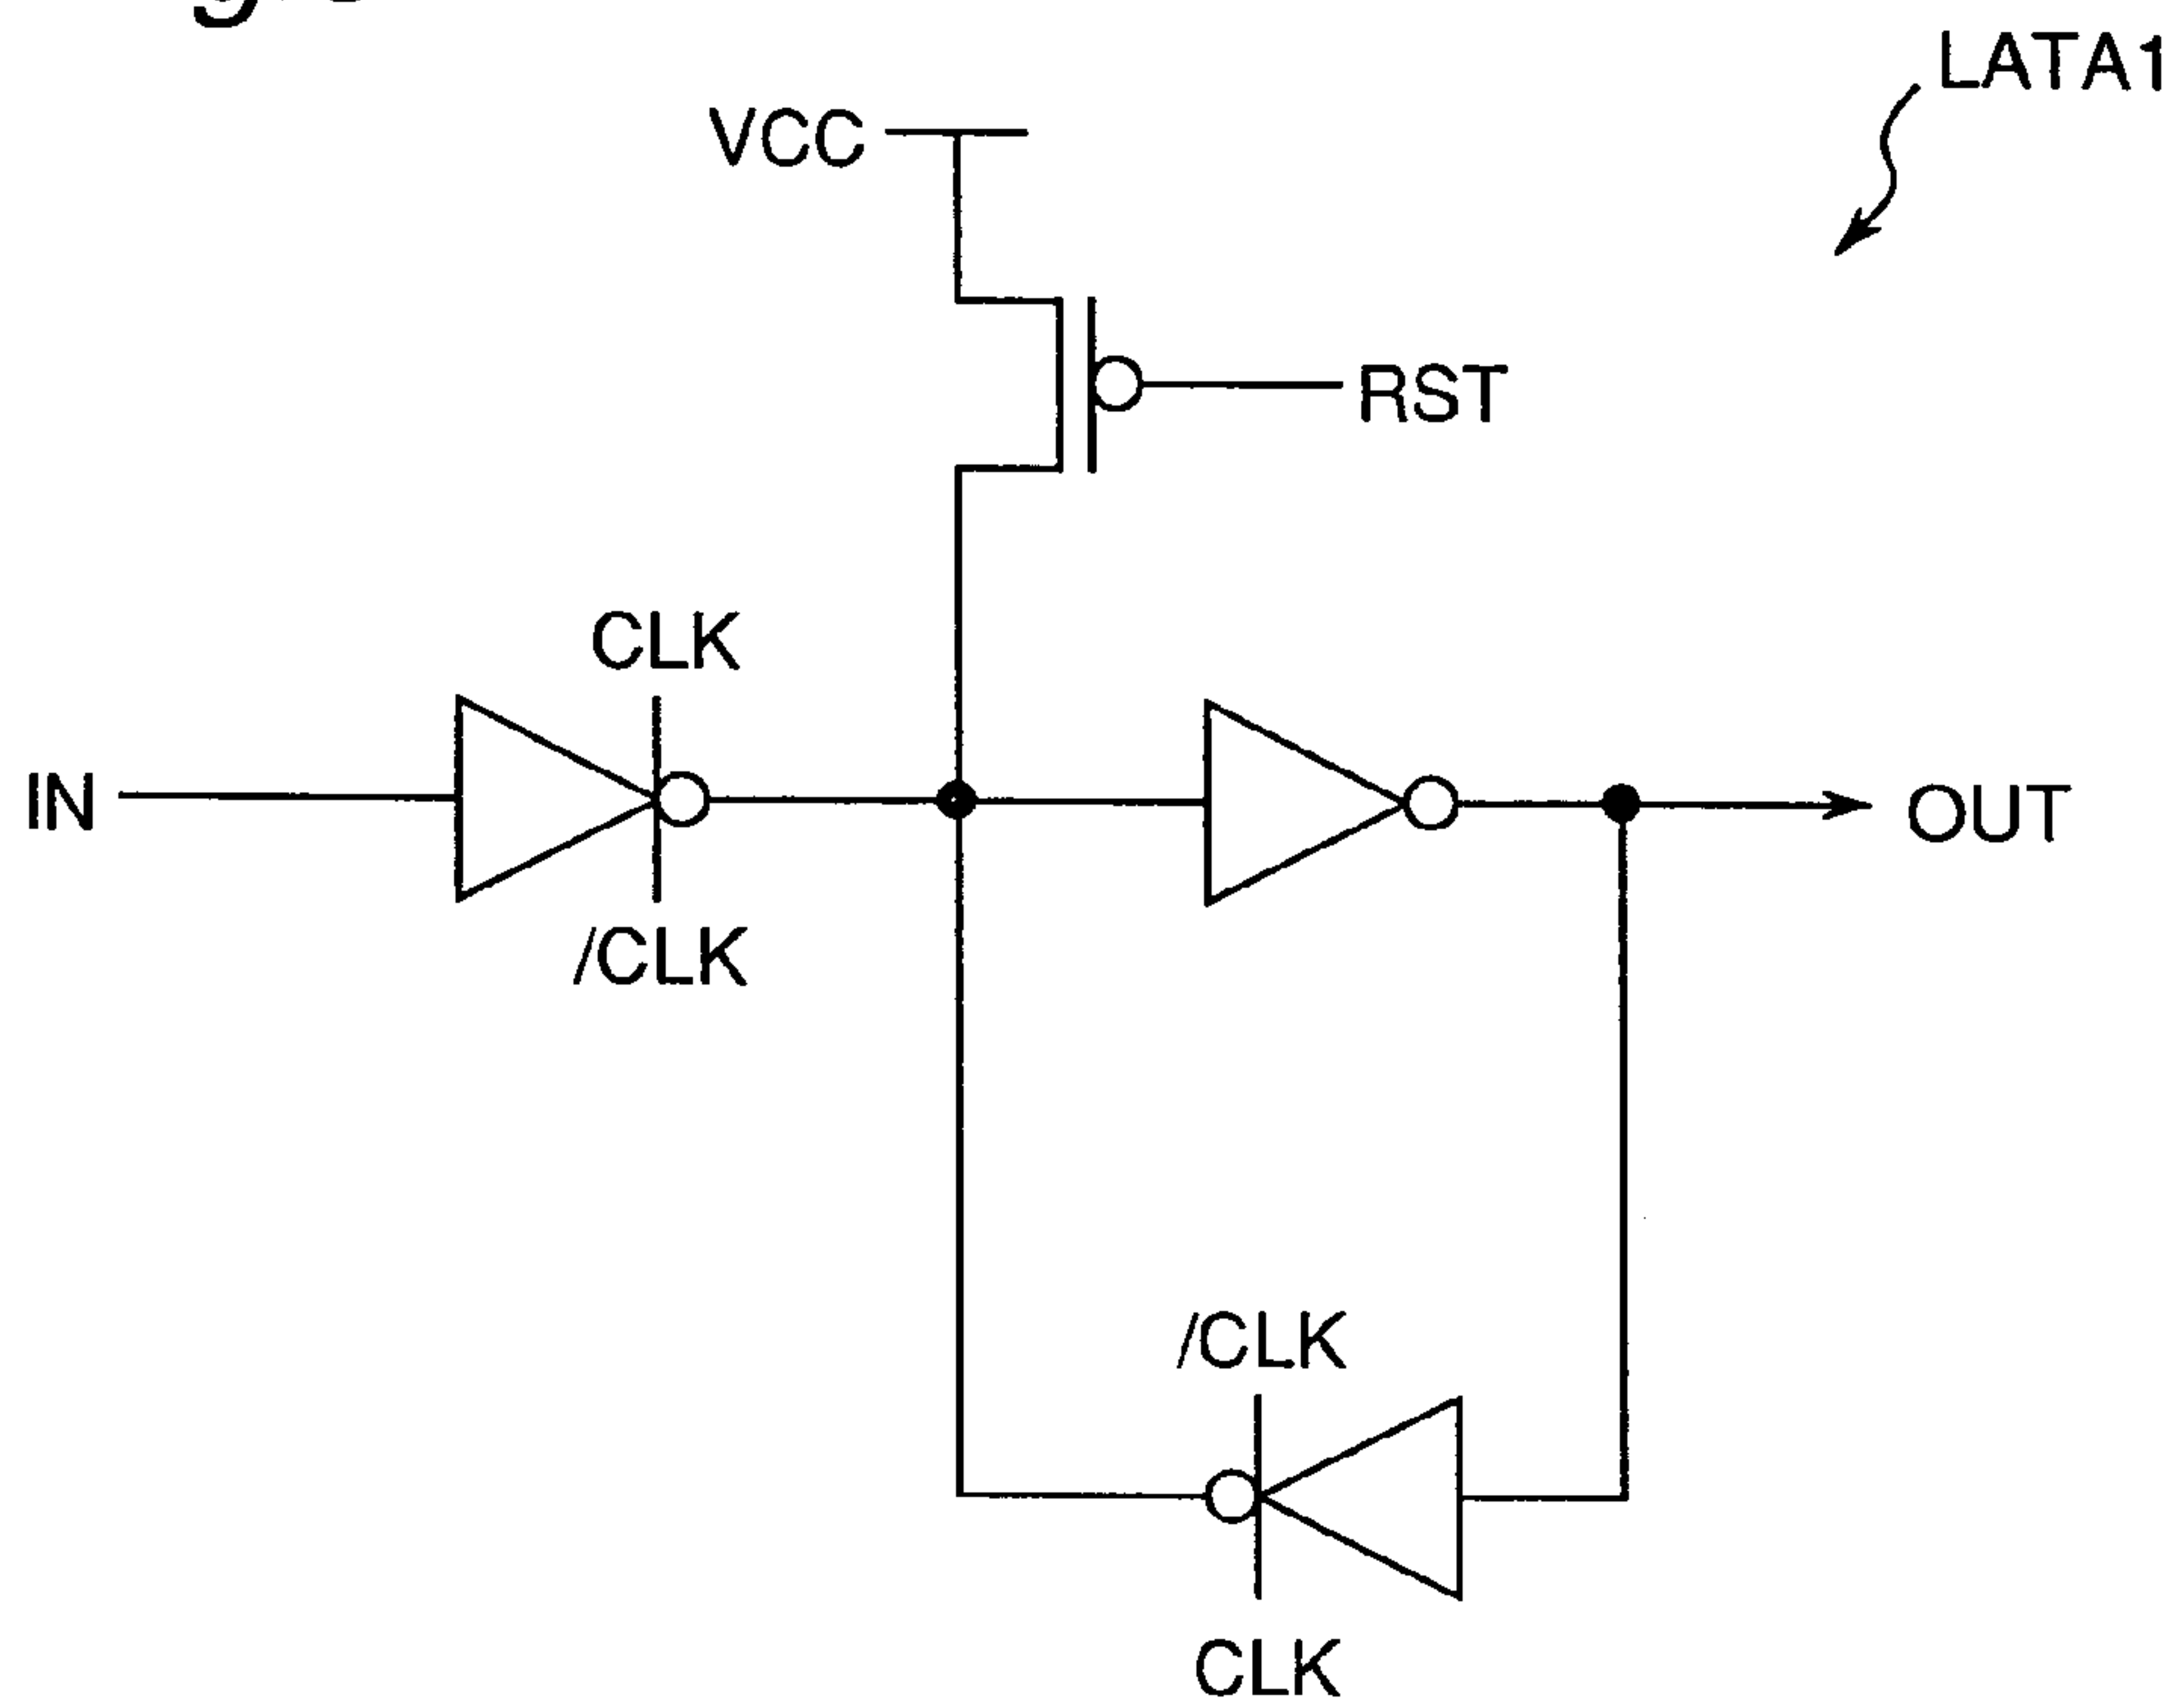 LATA1
VCC
RST
CLK
IN
OUT
/CLK
/CLK
CLK